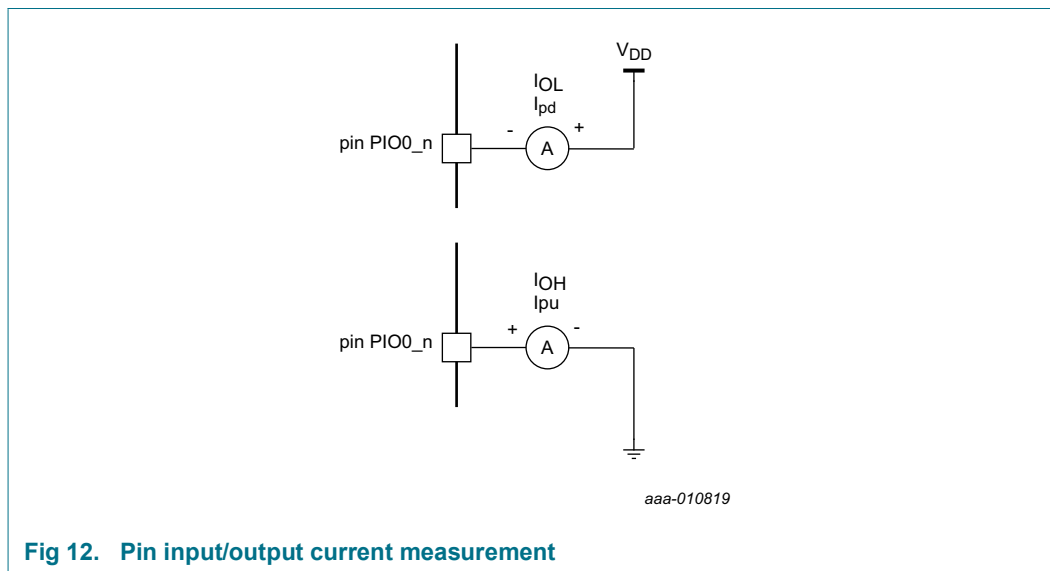 VDD
IOL
Ipd
pin PIO0_n
- A +
IOH
Ipu
pin PIO0_n
+ A -
aaa-010819
Fig 12. Pin input/output current measurement